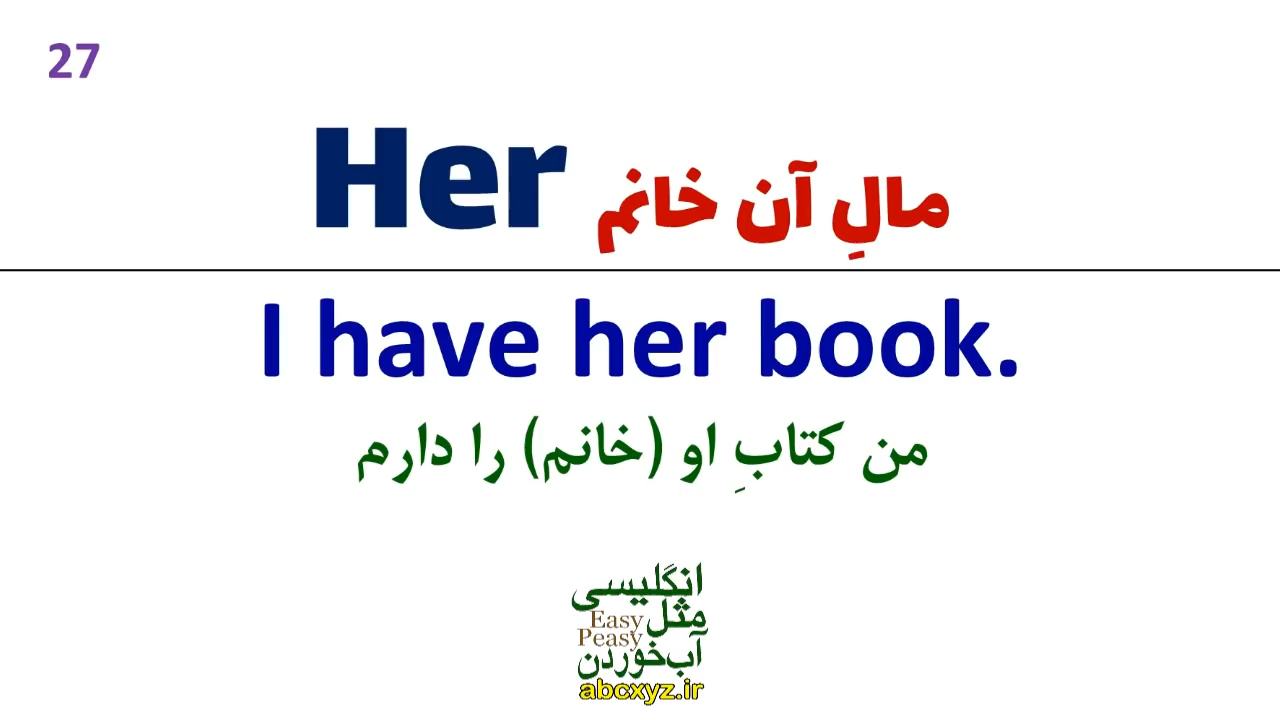 27
Her مالِ آن خانم
I have her book.
من کتابِ او (خانم) را دارم
انگلیسی
مثل Easy
Peasy
آب‌خوردن
abcxyz.ir